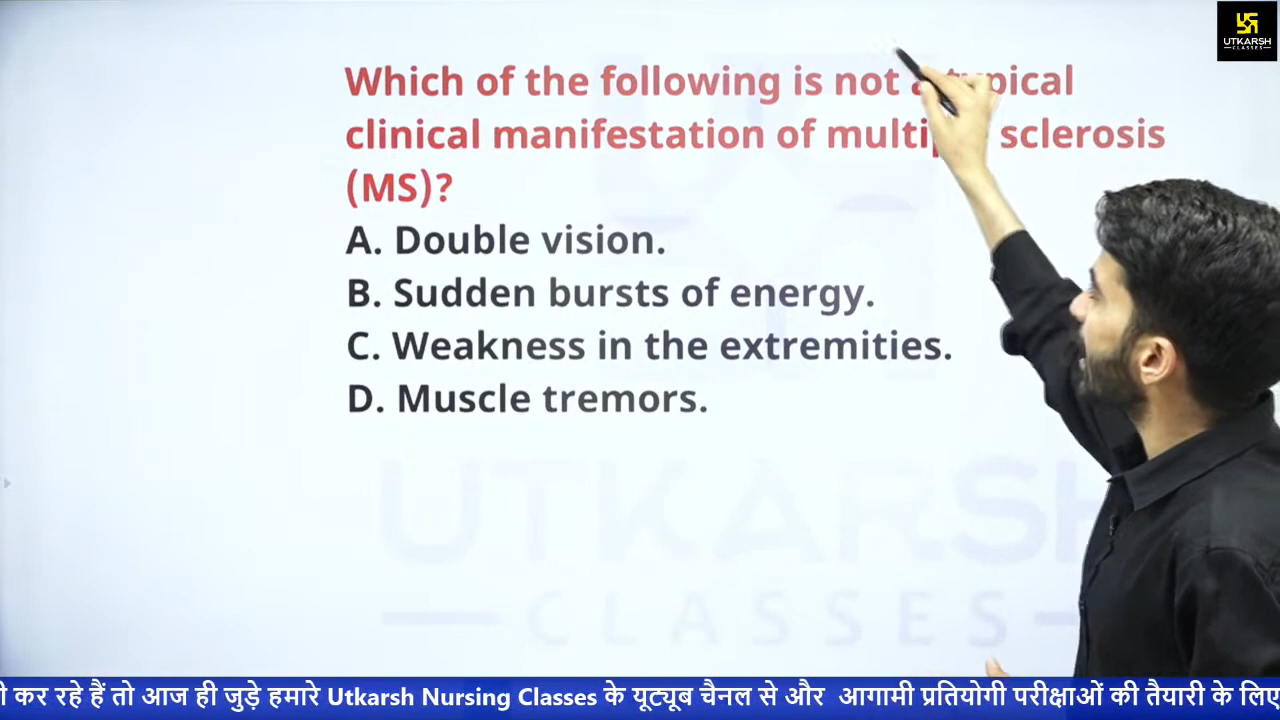 UTKARSH
CLASSES
Which of the following is not a typical
clinical manifestation of multiple sclerosis
(MS)?
A. Double vision.
B. Sudden bursts of energy.
C. Weakness in the extremities.
D. Muscle tremors.
UTKARSH
CLASSES
कर रहे हैं तो आज ही जुड़े हमारे Utkarsh Nursing Classes के यूट्यूब चैनल से और आगामी प्रतियोगी परीक्षाओं की तैयारी के लिए